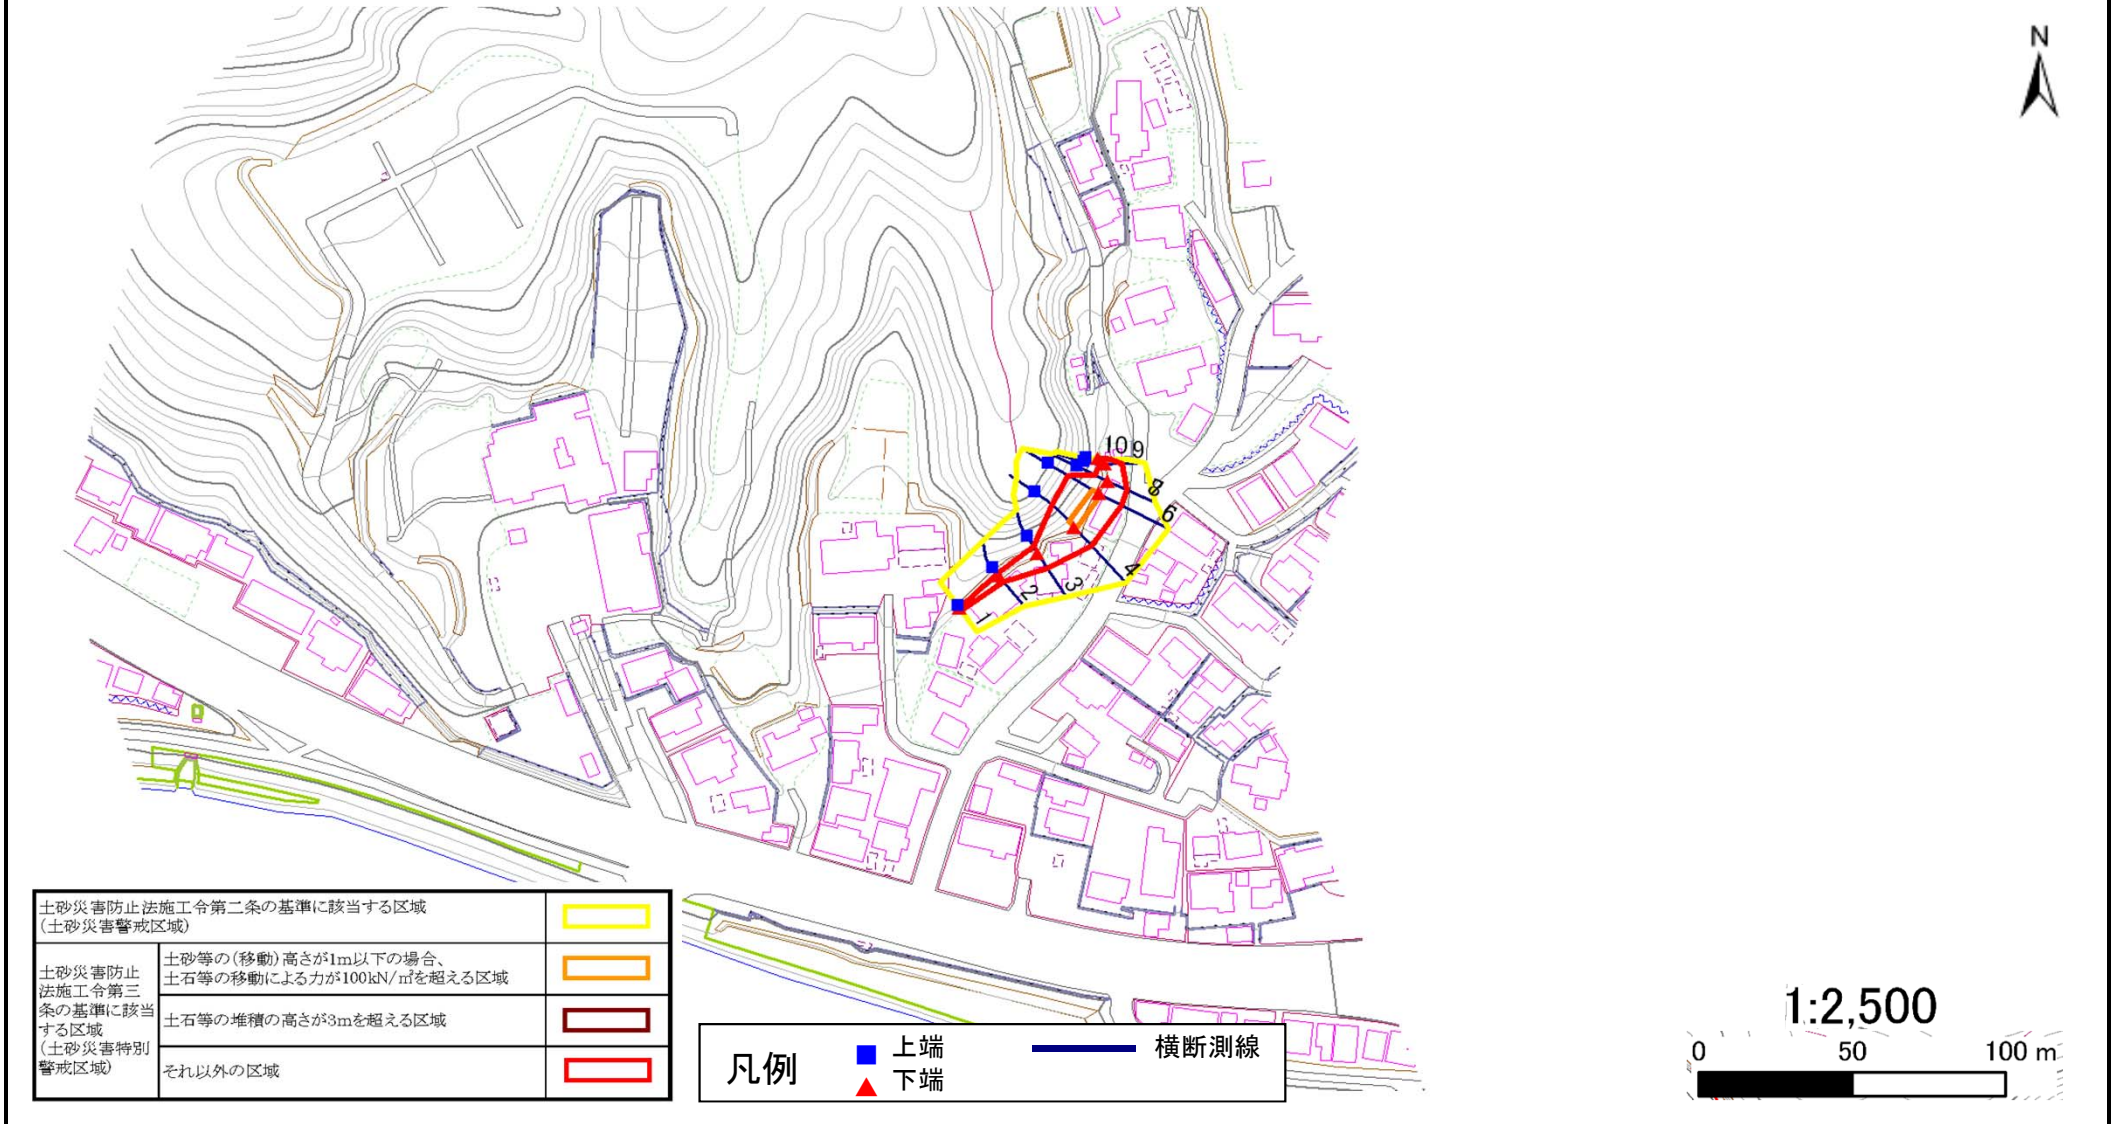 N
10 9
8
6
4
3
2
1
土砂災害防止法施工令第二条の基準に該当する区域
(土砂災害警戒区域)
土砂災害防止
法施工令第三
条の基準に該当
する区域
(土砂災害特別
警戒区域)
土砂等の(移動)高さが1m以下の場合、
土石等の移動による力が100kN/㎡を超える区域
土石等の堆積の高さが3mを超える区域
それ以外の区域
凡例
上端
下端
横断測線
1:2,500
0 50 100 m